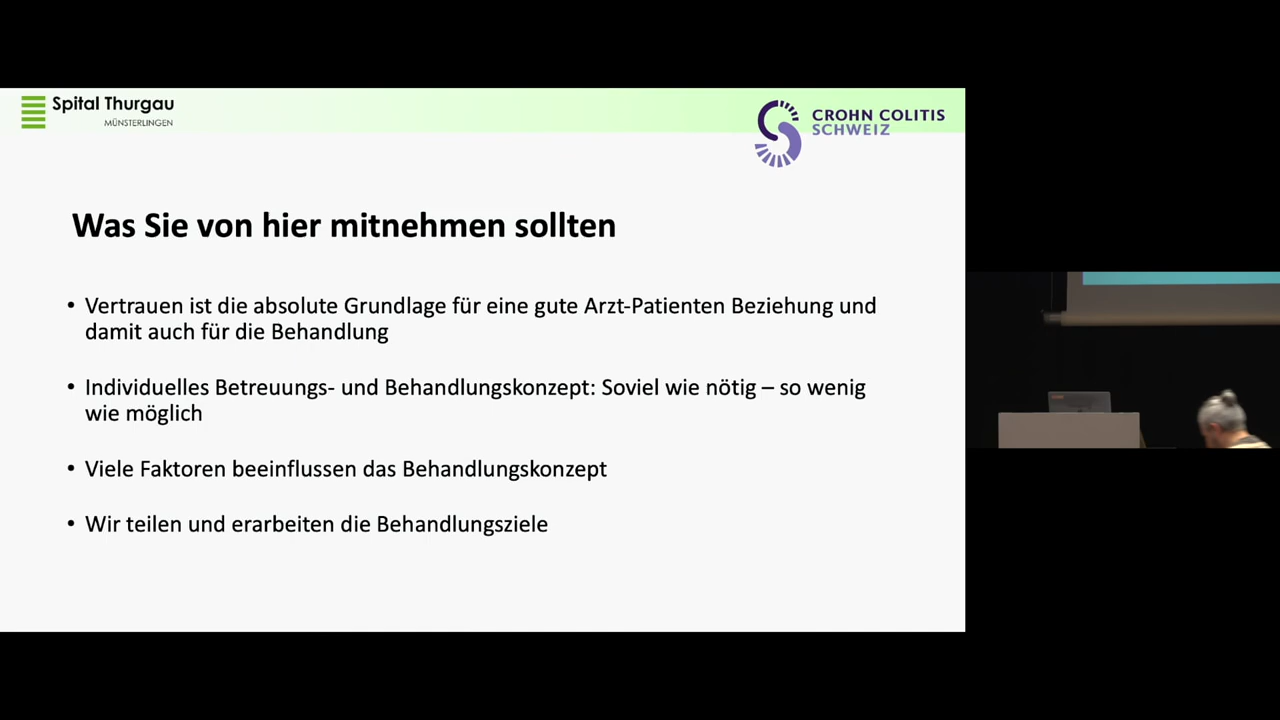 Spital Thurgau
MÜNSTERLINGEN
CROHN COLITIS
SCHWEIZ
Was Sie von hier mitnehmen sollten
• Vertrauen ist die absolute Grundlage für eine gute Arzt-Patienten Beziehung und
damit auch für die Behandlung
• Individuelles Betreuungs- und Behandlungskonzept: Soviel wie nötig – so wenig
wie möglich
• Viele Faktoren beeinflussen das Behandlungskonzept
• Wir teilen und erarbeiten die Behandlungsziele